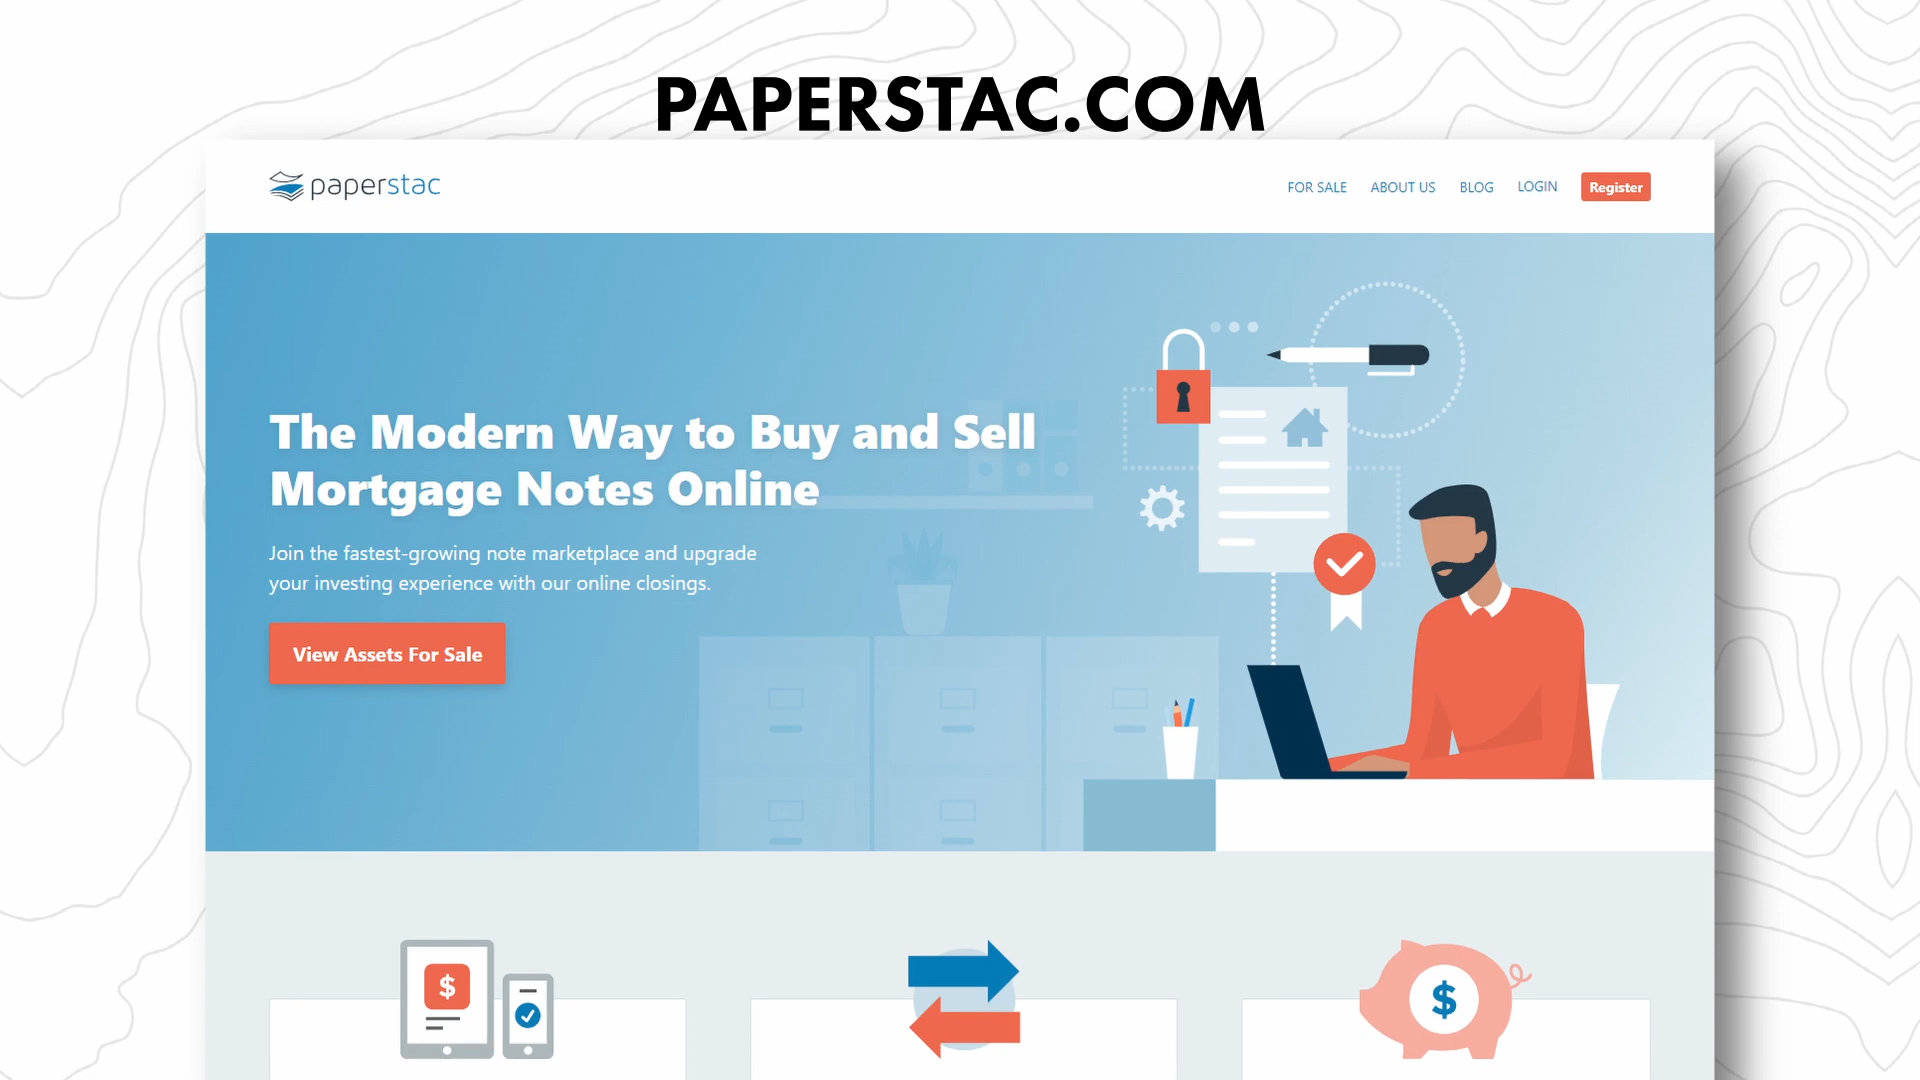 PAPERSTAC.COM
paperstac
FOR SALE
ABOUT US
BLOG
LOGIN
Register
The Modern Way to Buy and Sell
Mortgage Notes Online
Join the fastest-growing note marketplace and upgrade
your investing experience with our online closings.
View Assets For Sale
$
$